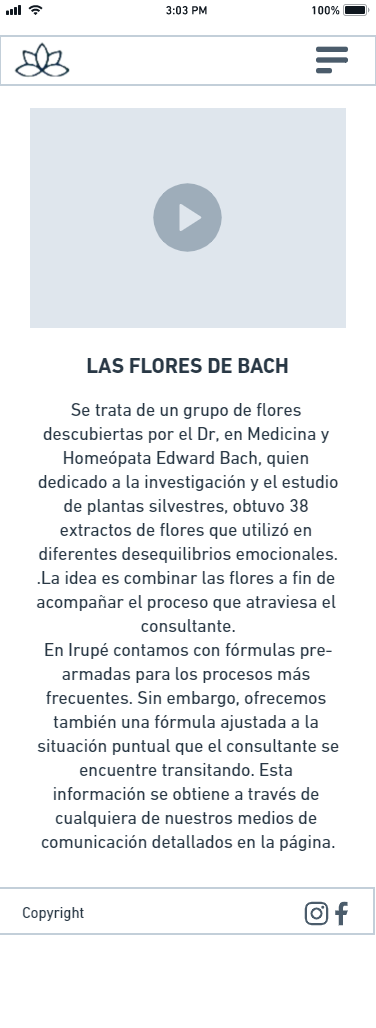 3:03 PM
100%
LAS FLORES DE BACH
Se trata de un grupo de flores
descubiertas por el Dr, en Medicina y
Homeópata Edward Bach, quien
dedicado a la investigación y el estudio
de plantas silvestres, obtuvo 38
extractos de flores que utilizó en
diferentes desequilibrios emocionales.
.La idea es combinar las flores a fin de
acompañar el proceso que atraviesa el
consultante.
En Irupé contamos con fórmulas pre-
armadas para los procesos más
frecuentes. Sin embargo, ofrecemos
también una fórmula ajustada a la
situación puntual que el consultante se
encuentre transitando. Esta
información se obtiene a través de
cualquiera de nuestros medios de
comunicación detallados en la página.
Copyright